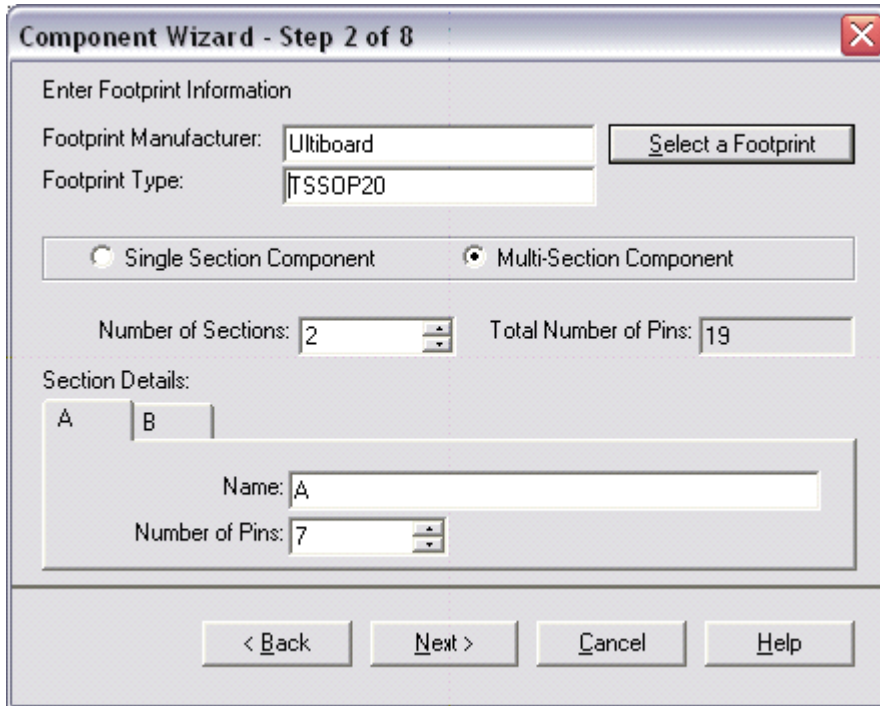 Component Wizard - Step 2 of 8
Enter Footprint Information
Footprint Manufacturer: Ultiboard Select a Footprint
Footprint Type: TSSOP20
Single Section Component Multi-Section Component
Number of Sections: 2 Total Number of Pins: 19
Section Details:
A B
Name: A
Number of Pins: 7
< Back Next > Cancel Help